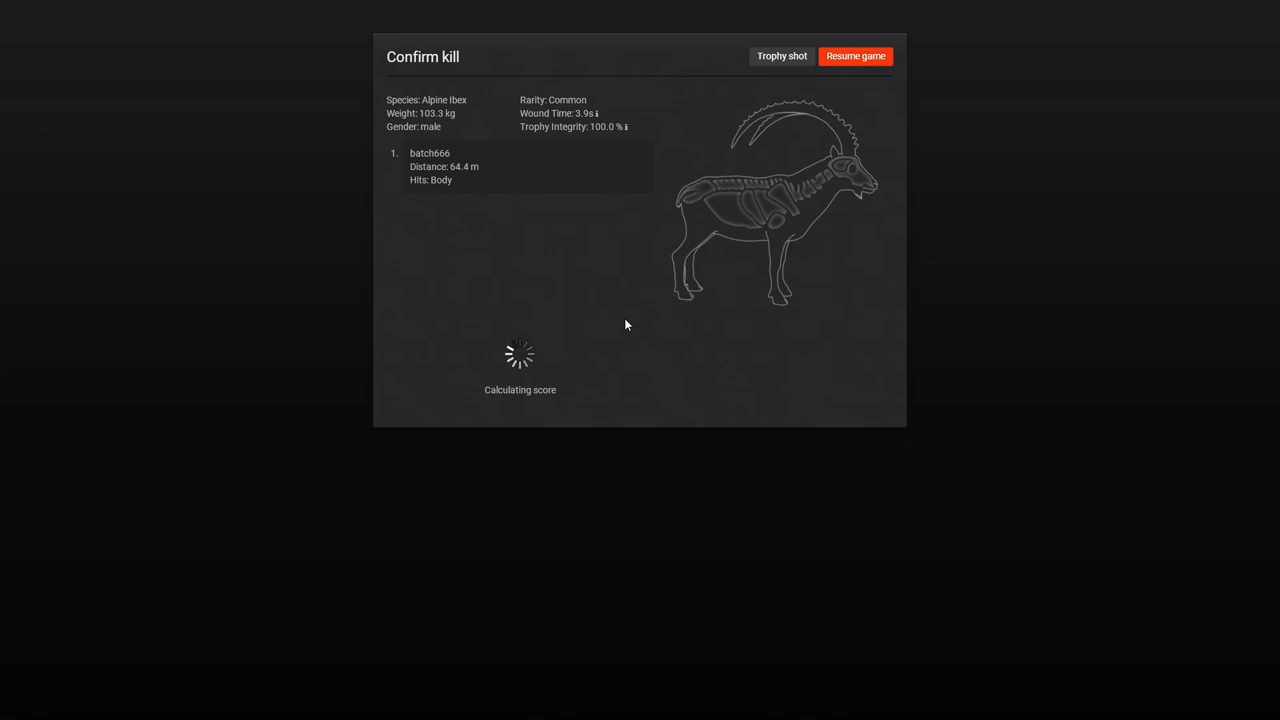 Confirm kill
Trophy shot
Resume game
Species: Alpine Ibex
Weight: 103.3 kg
Gender: male
Rarity: Common
Wound Time: 3.9s i
Trophy Integrity: 100.0 % i
1. batch666
Distance: 64.4 m
Hits: Body
Calculating score